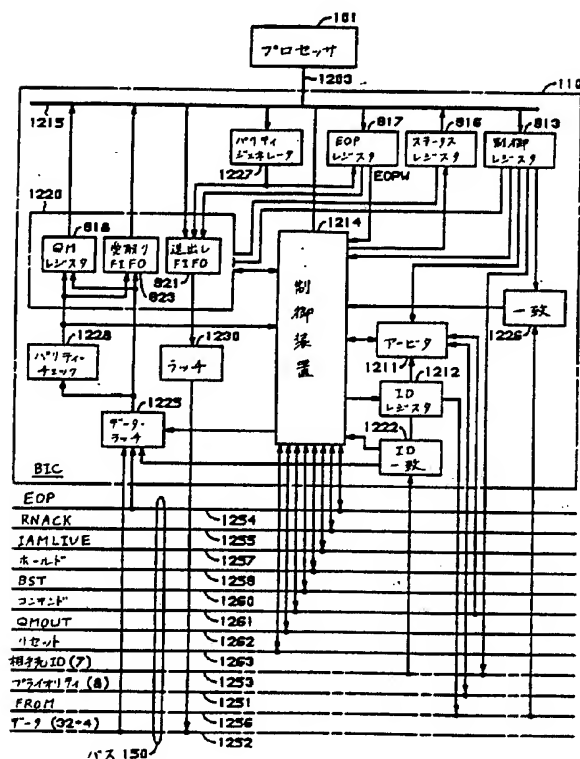 101
プロセッサ
1203
110
1215
817
816
813
パリティ
ジェネレータ
1227
EOP
レジスタ
EOPW
ステータス
レジスタ
制御
レジスタ
1220
818
QM
レジスタ
受取り
FIFO
823
送出し
FIFO
821
1214
制御装置
一致
1226
1228
パリティー
チェック
1230
ラッチ
アービタ
1211
1212
ID
レジスタ
1225
データー
ラッチ
1222
ID
一致
BIC
EOP
1254
RNACK
1255
IAMLIVE
1257
ホールド
1258
BST
1260
コマンド
1261
QMOUT
1262
リセット
1263
相手先ID(7)
1253
プライオリティ(8)
1251
FROM
1256
データ(32+4)
1252
バス150